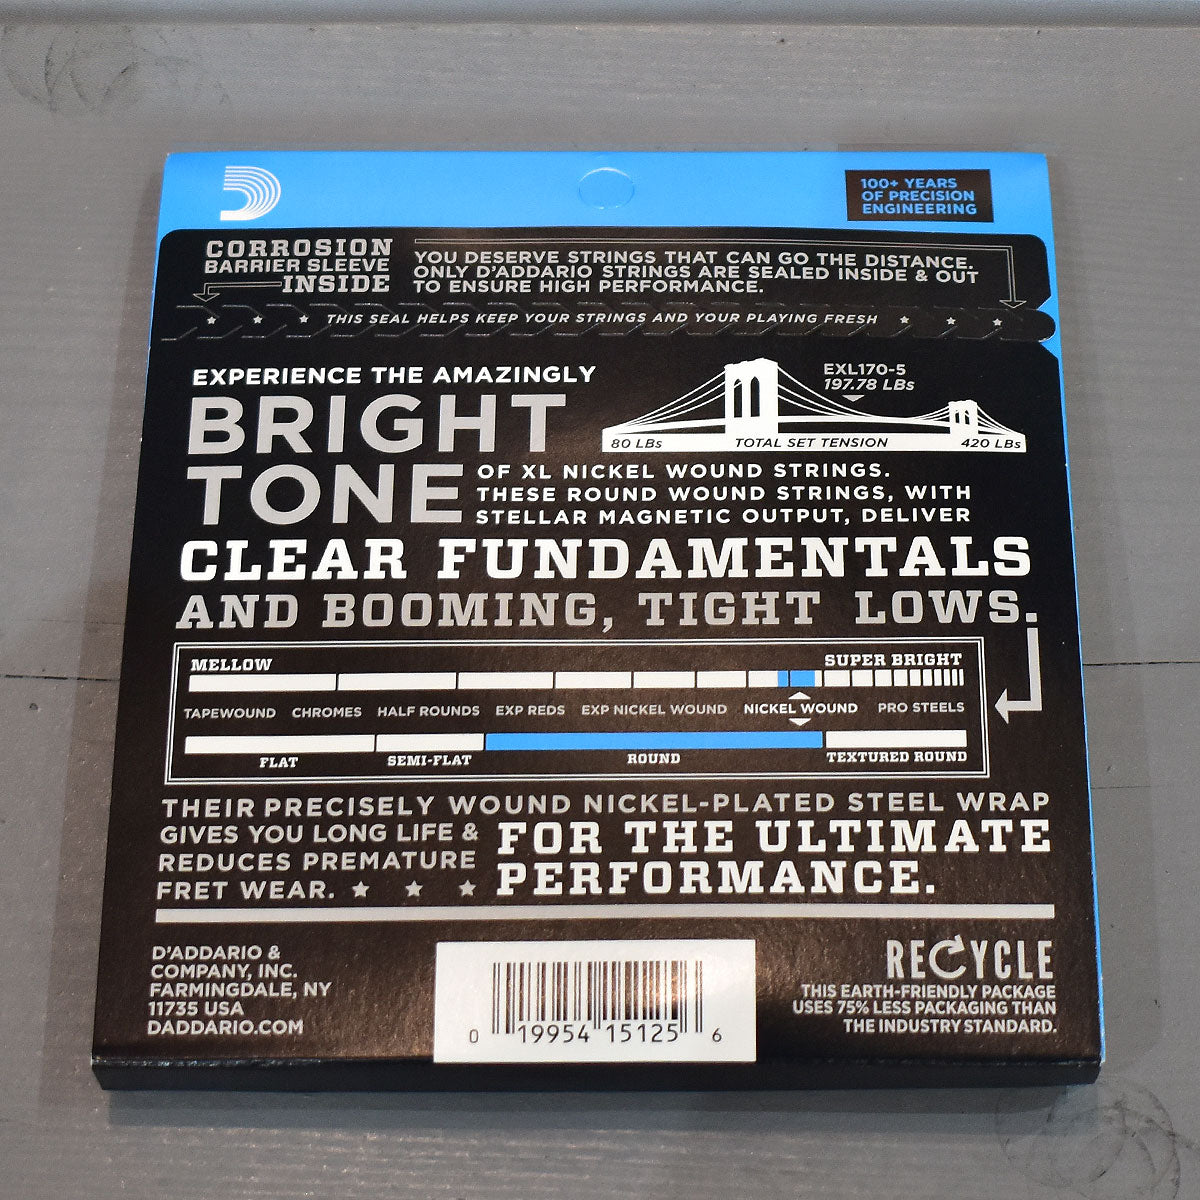 100+ YEARS
OF PRECISION
ENGINEERING
CORROSION
BARRIER SLEEVE
INSIDE
YOU DESERVE STRINGS THAT CAN GO THE DISTANCE.
ONLY D'ADDARIO STRINGS ARE SEALED INSIDE & OUT
TO ENSURE HIGH PERFORMANCE.
THIS SEAL HELPS KEEP YOUR STRINGS AND YOUR PLAYING FRESH
EXPERIENCE THE AMAZINGLY
BRIGHT
TONE
EXL170-5
197.78 LBs
80 LBs
TOTAL SET TENSION
420 LBs
OF XL NICKEL WOUND STRINGS.
THESE ROUND WOUND STRINGS, WITH
STELLAR MAGNETIC OUTPUT, DELIVER
CLEAR FUNDAMENTALS
AND BOOMING, TIGHT LOWS.
MELLOW
SUPER BRIGHT
TAPEWOUND CHROMES HALF ROUNDS EXP REDS EXP NICKEL WOUND NICKEL WOUND PRO STEELS
FLAT SEMI-FLAT ROUND TEXTURED ROUND
THEIR PRECISELY WOUND NICKEL-PLATED STEEL WRAP
GIVES YOU LONG LIFE &
REDUCES PREMATURE
FRET WEAR.
FOR THE ULTIMATE
PERFORMANCE.
D'ADDARIO &
COMPANY, INC.
FARMINGDALE, NY
11735 USA
DADDARIO.COM
0 19954 15125 6
RECYCLE
THIS EARTH-FRIENDLY PACKAGE
USES 75% LESS PACKAGING THAN
THE INDUSTRY STANDARD.